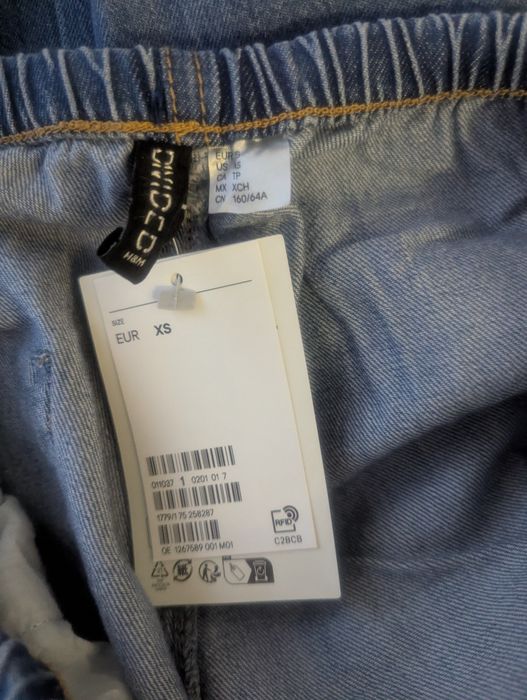 DIVIDED
H&M
EUR S
US
CA TP
MX XCH
CN 160/64A
SIZE
EUR XS
011037 1 0201 01 7
1779/1 75 258287
OE 1267589 001 M01
RFID
C2BCB